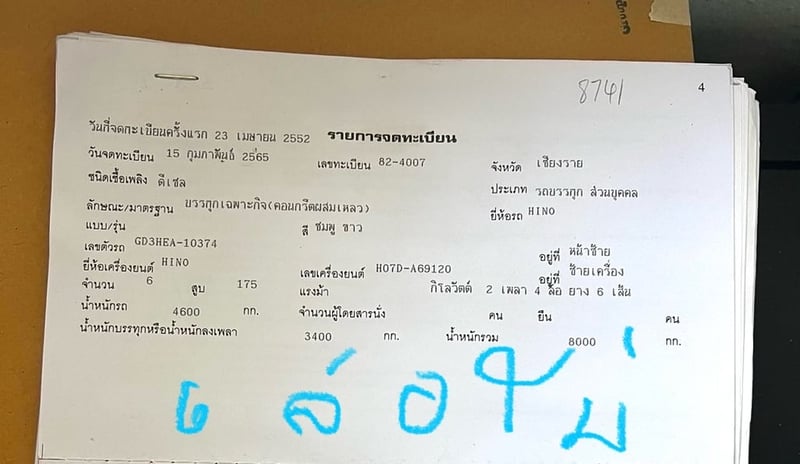 8741
4
วันที่จดทะเบียนครั้งแรก 23 เมษายน 2552 รายการจดทะเบียน
วันจดทะเบียน 15 กุมภาพันธ์ 2565 เลขทะเบียน 82-4007 จังหวัด เชียงราย
ชนิดเชื้อเพลิง ดีเซล ประเภท รถบรรทุก ส่วนบุคคล
ลักษณะ/มาตรฐาน บรรทุกเฉพาะกิจ(คอนกรีตผสมเหลว) ยี่ห้อรถ HINO
แบบ/รุ่น สี ชมพู ขาว
เลขตัวรถ GD3HEA-10374 อยู่ที่ หน้าซ้าย
ยี่ห้อเครื่องยนต์ HINO เลขเครื่องยนต์ H07D-A69120 อยู่ที่ ซ้ายเครื่อง
จำนวน 6 สูบ 175 แรงม้า กิโลวัตต์ 2 เพลา 4 ล้อ ยาง 6 เส้น
น้ำหนักรถ 4600 กก. จำนวนผู้โดยสารนั่ง คน ยืน คน
น้ำหนักบรรทุกหรือน้ำหนักลงเพลา 3400 กก. น้ำหนักรวม 8000 กก.
6 ล้อใม่